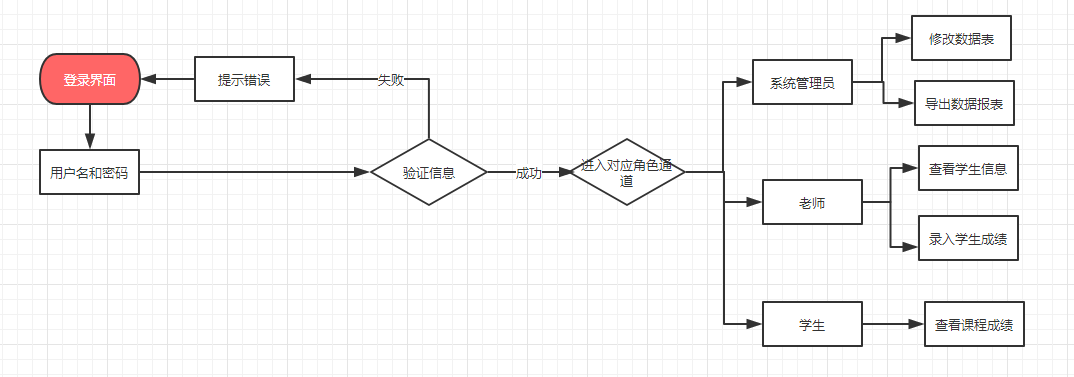 登录界面
提示错误
失败
用户名和密码
验证信息
成功
进入对应角色通
道
系统管理员
修改数据表
导出数据报表
老师
查看学生信息
录入学生成绩
学生
查看课程成绩